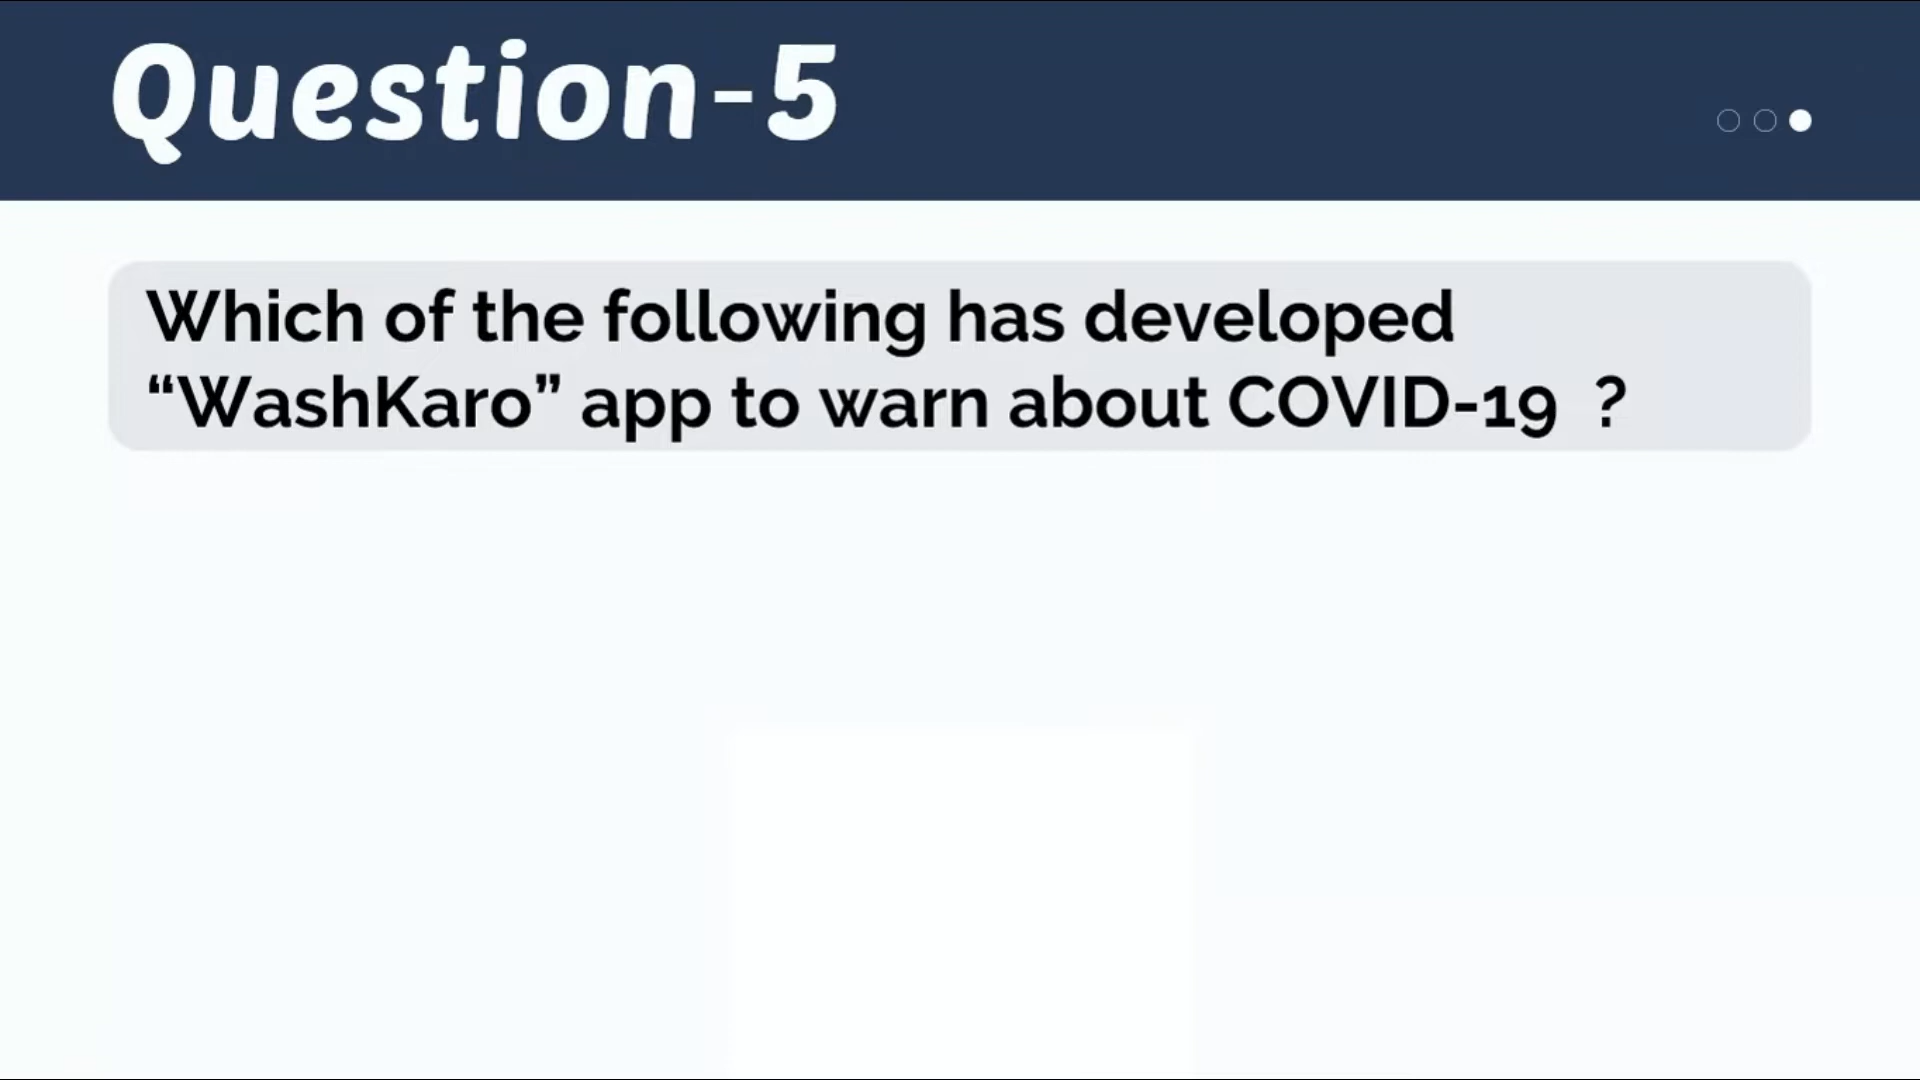 Question-5
Which of the following has developed
“WashKaro” app to warn about COVID-19 ?